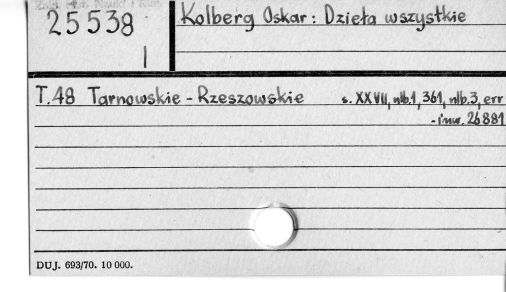 25538
Kolberg Oskar: Dzieła wszystkie
1
T.48 Tarnowskie - Rzeszowskie s. XXVII, nlb.1, 361, nlb.3, err
- inw. 26881
DUJ. 693/70. 10 000.